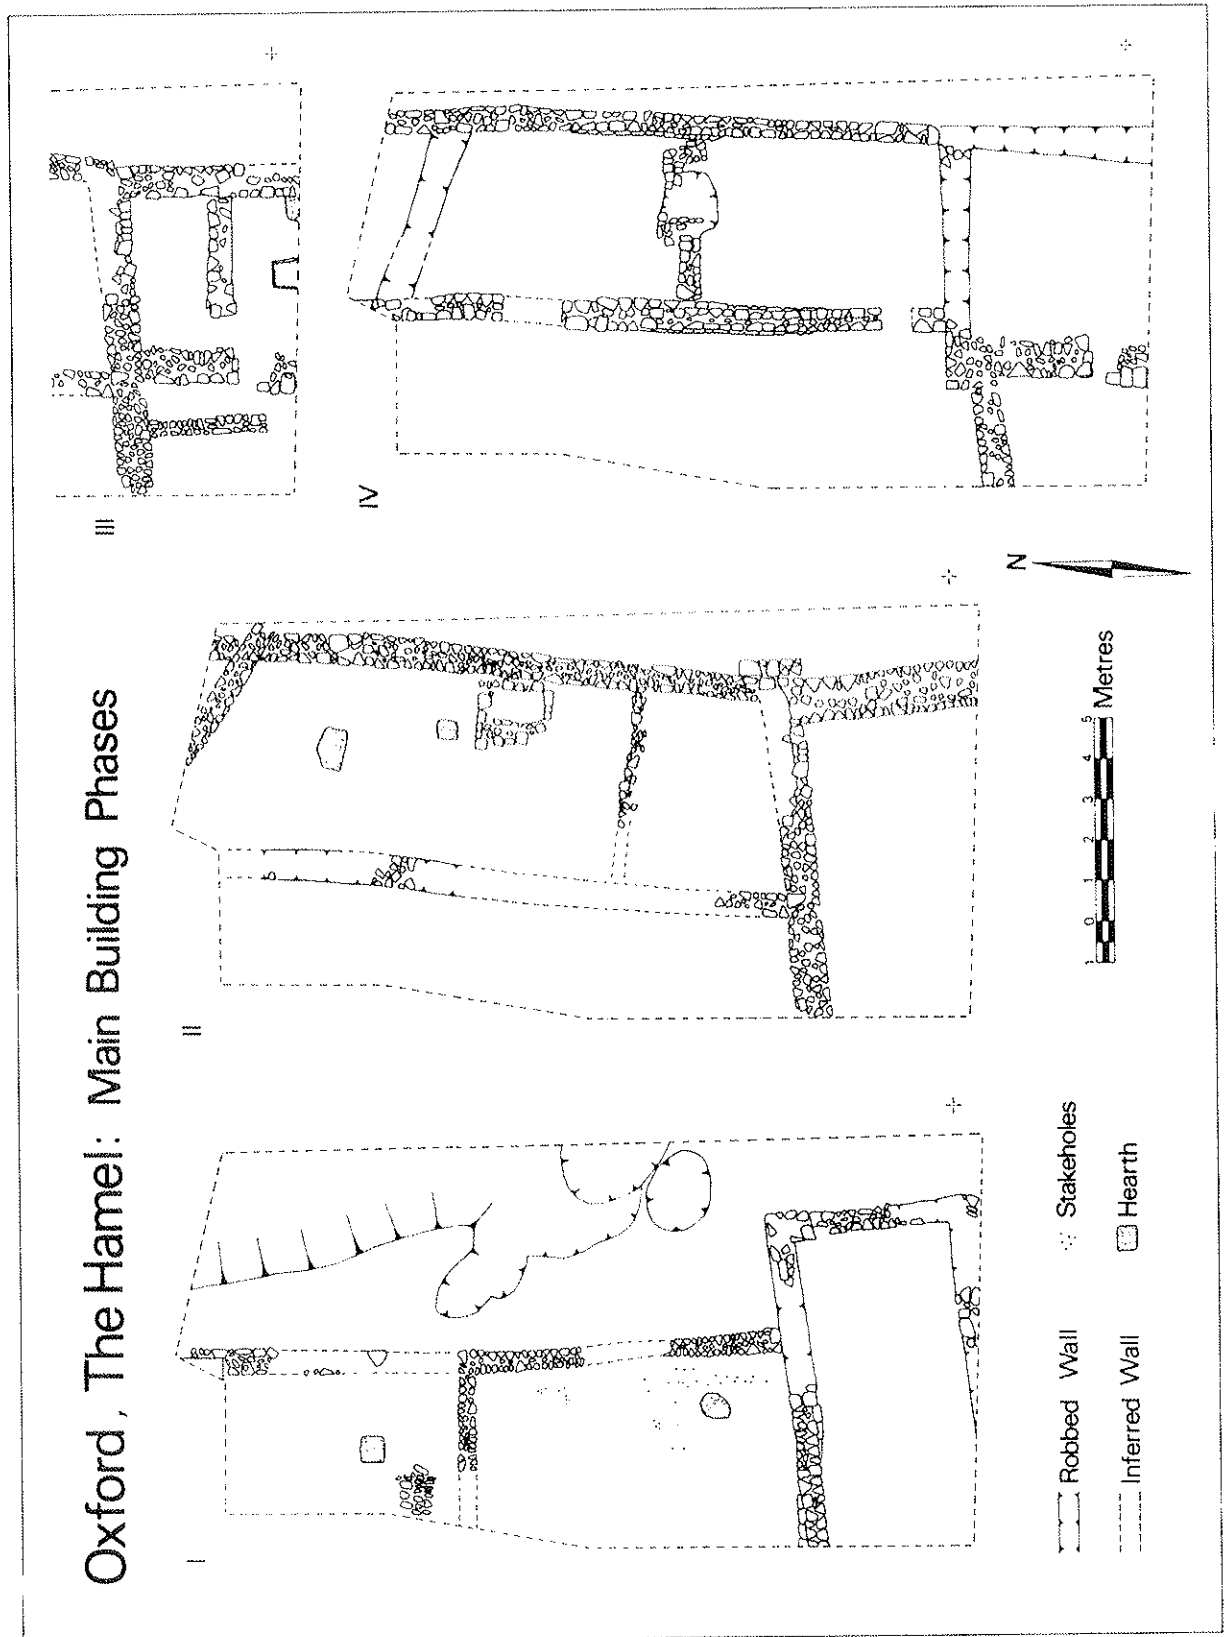 Oxford, The Hamel: Main Building Phases
I
II
III
IV
N
Robbed Wall
Inferred Wall
Stakeholes
Hearth
1 0 1 2 3 4 5 Metres